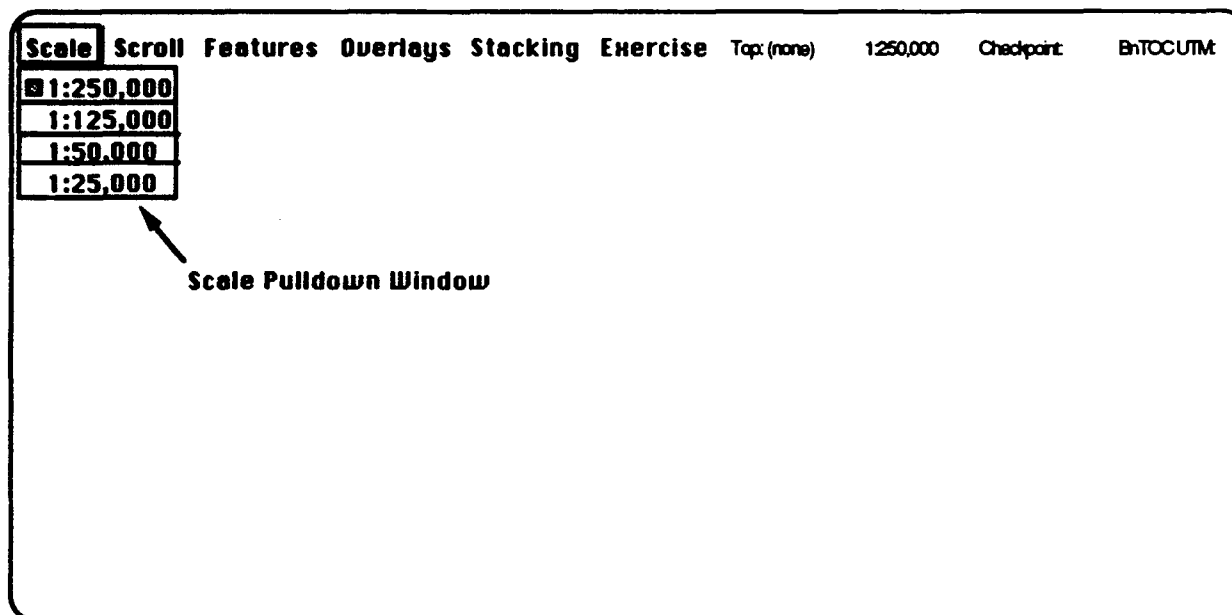 Scale Scroll Features Overlays Stacking Exercise Top: (none) 1:250,000 Checkpoint: BnTOC UTM:
1:250,000
1:125,000
1:50,000
1:25,000
Scale Pulldown Window